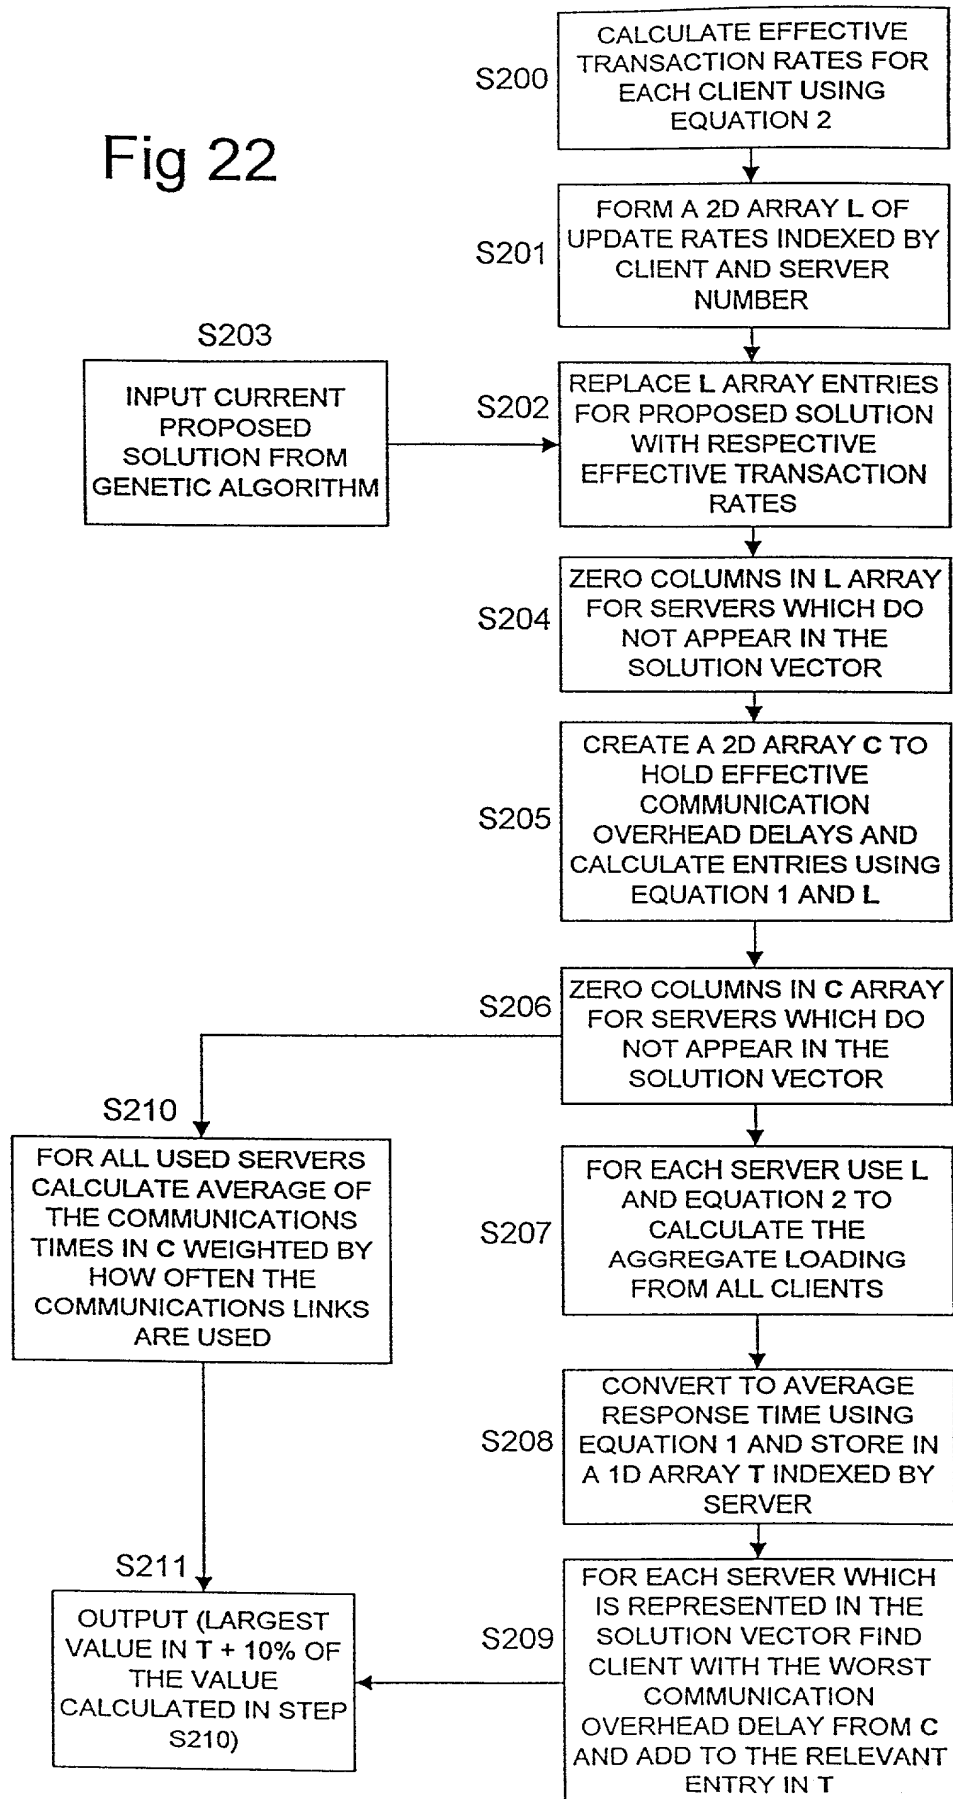 Fig 22
S200
CALCULATE EFFECTIVE
TRANSACTION RATES FOR
EACH CLIENT USING
EQUATION 2
S201
FORM A 2D ARRAY L OF
UPDATE RATES INDEXED BY
CLIENT AND SERVER
NUMBER
S203
INPUT CURRENT
PROPOSED
SOLUTION FROM
GENETIC ALGORITHM
S202
REPLACE L ARRAY ENTRIES
FOR PROPOSED SOLUTION
WITH RESPECTIVE
EFFECTIVE TRANSACTION
RATES
S204
ZERO COLUMNS IN L ARRAY
FOR SERVERS WHICH DO
NOT APPEAR IN THE
SOLUTION VECTOR
S205
CREATE A 2D ARRAY C TO
HOLD EFFECTIVE
COMMUNICATION
OVERHEAD DELAYS AND
CALCULATE ENTRIES USING
EQUATION 1 AND L
S206
ZERO COLUMNS IN C ARRAY
FOR SERVERS WHICH DO
NOT APPEAR IN THE
SOLUTION VECTOR
S210
FOR ALL USED SERVERS
CALCULATE AVERAGE OF
THE COMMUNICATIONS
TIMES IN C WEIGHTED BY
HOW OFTEN THE
COMMUNICATIONS LINKS
ARE USED
S207
FOR EACH SERVER USE L
AND EQUATION 2 TO
CALCULATE THE
AGGREGATE LOADING
FROM ALL CLIENTS
S208
CONVERT TO AVERAGE
RESPONSE TIME USING
EQUATION 1 AND STORE IN
A 1D ARRAY T INDEXED BY
SERVER
S209
FOR EACH SERVER WHICH
IS REPRESENTED IN THE
SOLUTION VECTOR FIND
CLIENT WITH THE WORST
COMMUNICATION
OVERHEAD DELAY FROM C
AND ADD TO THE RELEVANT
ENTRY IN T
S211
OUTPUT (LARGEST
VALUE IN T + 10% OF
THE VALUE
CALCULATED IN STEP
S210)